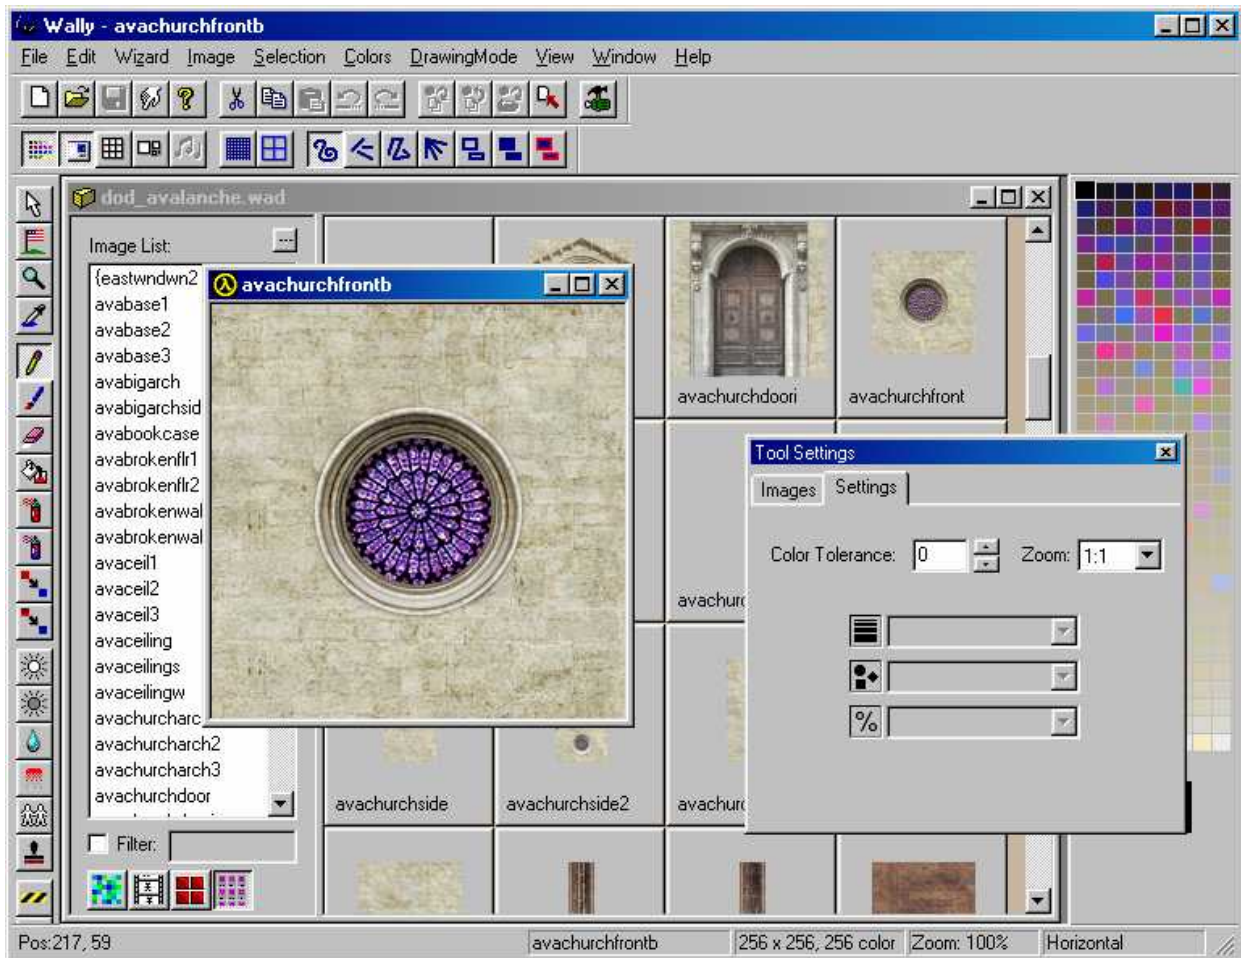 Wally - avachurchfrontb
File Edit Wizard Image Selection Colors DrawingMode View Window Help
dod_avalanche.wad
Image List:
{eastwndwn2
avabase1
avabase2
avabase3
avabigarch
avabigarchsid
avabookcase
avabrokenflr1
avabrokenflr2
avabrokenwal
avabrokenwal
avaceil1
avaceil2
avaceil3
avaceiling
avaceilings
avaceilingw
avachurcharc
avachurcharch2
avachurcharch3
avachurchdoor
Filter:
avachurchfrontb
avachurchdoori
avachurchfront
avachurc
avachurchside
avachurchside2
avachurc
Tool Settings
Images Settings
Color Tolerance: 0 Zoom: 1:1
%
Pos:217, 59
avachurchfrontb
256 x 256, 256 color
Zoom: 100%
Horizontal